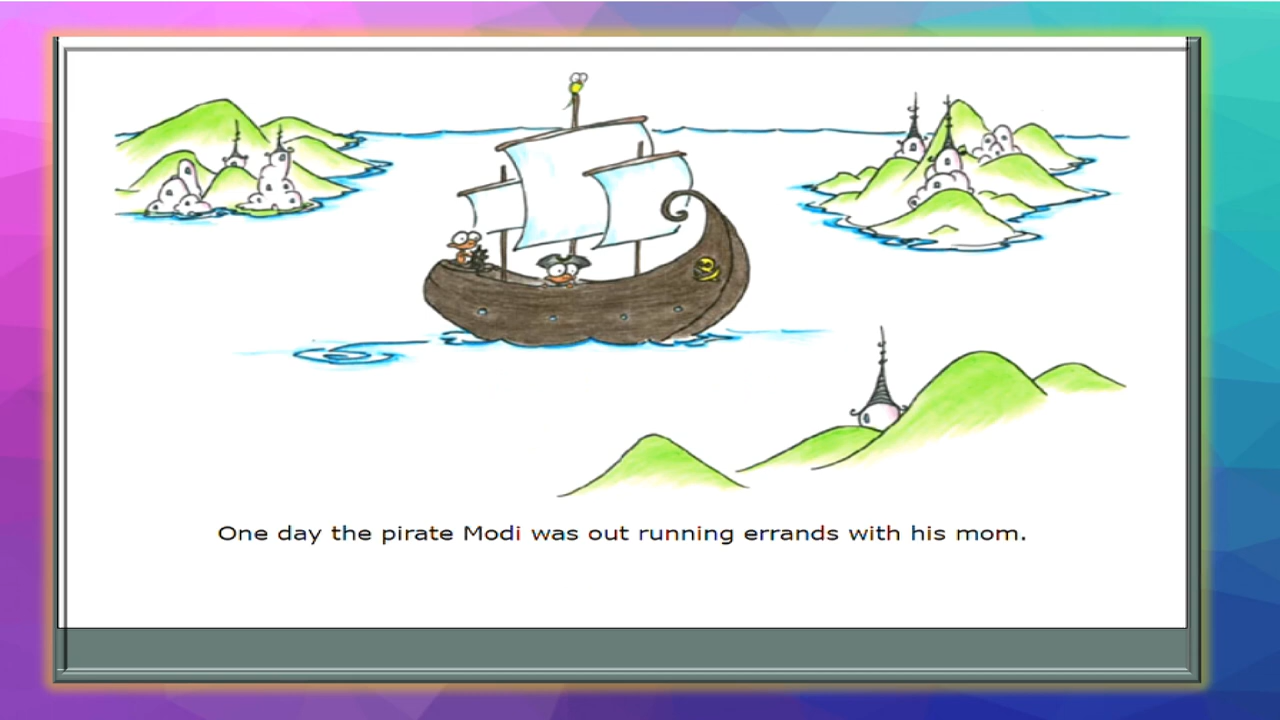 One day the pirate Modi was out running errands with his mom.